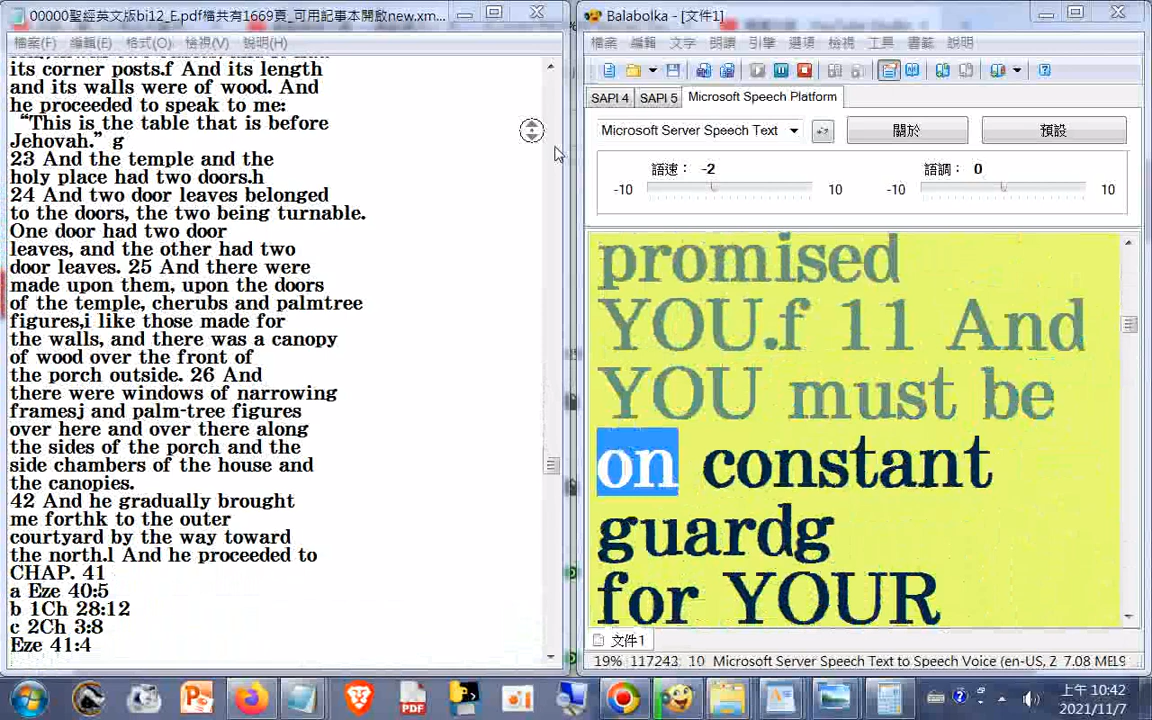 00000聖經英文版bi12_E.pdf檔共有1669頁_可用記事本開啟new.xm...
檔案(F) 編輯(E) 格式(O) 檢視(V) 說明(H)
its corner posts.f And its length
and its walls were of wood. And
he proceeded to speak to me:
“This is the table that is before
Jehovah.” g
23 And the temple and the
holy place had two doors.h
24 And two door leaves belonged
to the doors, the two being turnable.
One door had two door
leaves, and the other had two
door leaves. 25 And there were
made upon them, upon the doors
of the temple, cherubs and palmtree
figures,i like those made for
the walls, and there was a canopy
of wood over the front of
the porch outside. 26 And
there were windows of narrowing
framesj and palm-tree figures
over here and over there along
the sides of the porch and the
side chambers of the house and
the canopies.
42 And he gradually brought
me forthk to the outer
courtyard by the way toward
the north.l And he proceeded to
CHAP. 41
a Eze 40:5
b 1Ch 28:12
c 2Ch 3:8
Eze 41:4
Balabolka - [文件1]
檔案 編輯 文字 朗讀 引擎 選項 檢視 工具 書籤 說明
SAPI 4 SAPI 5 Microsoft Speech Platform
Microsoft Server Speech Text 關於 預設
語速: -2 語調: 0
-10 10 -10 10
promised
YOU.f 11 And
YOU must be
on constant
guardg
for YOUR
文件1
19% 117243: 10 Microsoft Server Speech Text to Speech Voice (en-US, Z 7.08 МЕ19
PDF
上午 10:42
2021/11/7